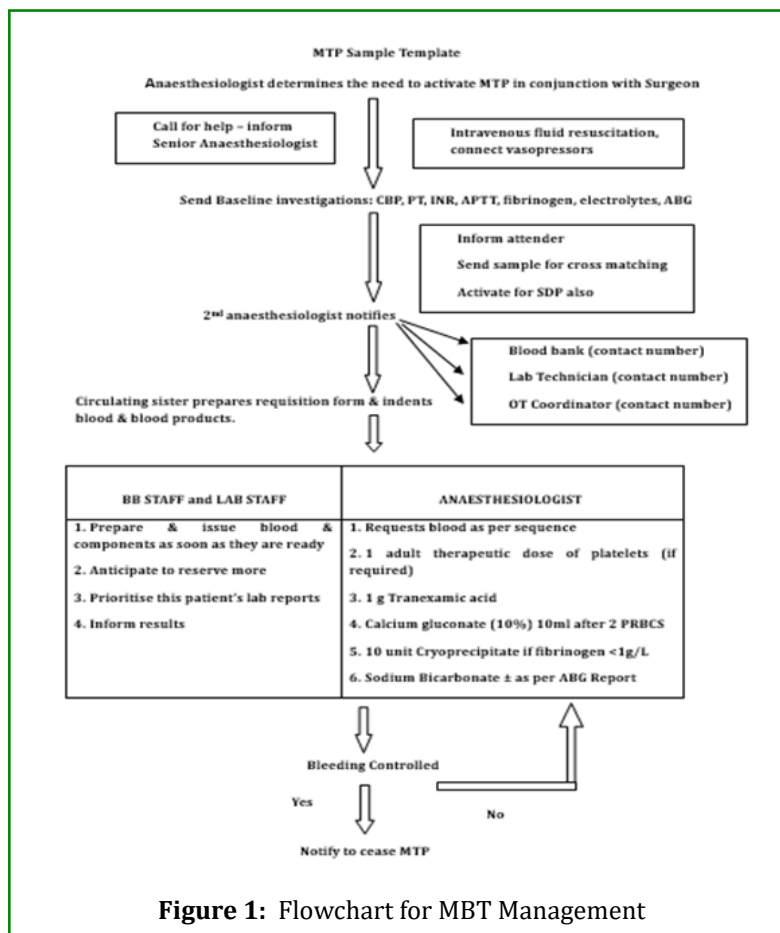 MTP Sample Template
Anaesthesiologist determines the need to activate MTP in conjunction with Surgeon
Call for help – inform
Senior Anaesthesiologist
Intravenous fluid resuscitation,
connect vasopressors
Send Baseline investigations: CBP, PT, INR, APTT, fibrinogen, electrolytes, ABG
Inform attender
Send sample for cross matching
Activate for SDP also
2nd anaesthesiologist notifies
Blood bank (contact number)
Lab Technician (contact number)
OT Coordinator (contact number)
Circulating sister prepares requisition form & indents
blood & blood products.
BB STAFF and LAB STAFF
1. Prepare & issue blood &
components as soon as they are ready
2. Anticipate to reserve more
3. Prioritise this patient's lab reports
4. Inform results
ANAESTHESIOLOGIST
1. Requests blood as per sequence
2. 1 adult therapeutic dose of platelets (if
required)
3. 1 g Tranexamic acid
4. Calcium gluconate (10%) 10ml after 2 PRBCS
5. 10 unit Cryoprecipitate if fibrinogen <1g/L
6. Sodium Bicarbonate ± as per ABG Report
Bleeding Controlled
Yes
No
Notify to cease MTP
Figure 1: Flowchart for MBT Management